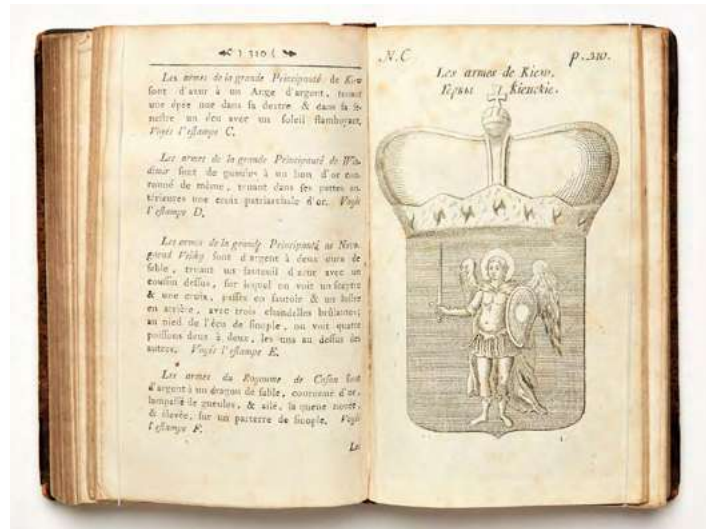 ( 310 (
Les armes de la grande Principauté de Kiew
sont d'azur à un Ange d'argent, tenant
une épée nue dans sa dextre & dans sa sé-
nestre un écu avec un soleil flamboyant.
Voyés l'estampe C.
Les armes de la grande Principauté de Wla-
dimir sont de gueules à un lion d'or cou-
ronné de même, tenant dans ses pattes an-
térieures une croix patriarchale d'or. Voyés
l'estampe D.
Les armes de la grande Principauté de Novo-
gorod Veliky sont d'argent à deux ours de
sable, tenant un fauteuil d'azur avec un
coussin dessus, sur lequel on voit un sceptre
& une croix, passés en sautoir & un lustre
en arrière, avec trois chandelles brûlantes;
au pied de l'écu de sinople, on voit quatre
poissons deux à deux, les uns au dessus des
autres. Voyés l'estampe E.
Les armes du Royaume de Casan sont
d'argent à un dragon de sable, couronné d'or,
lampassé de gueules, & ailé, la queue nouée,
& élevée, sur un parterre de sinople. Voyés
l'estampe F.
Les
N. C p. 310.
Les armes de Kiew.
Kieuckie.